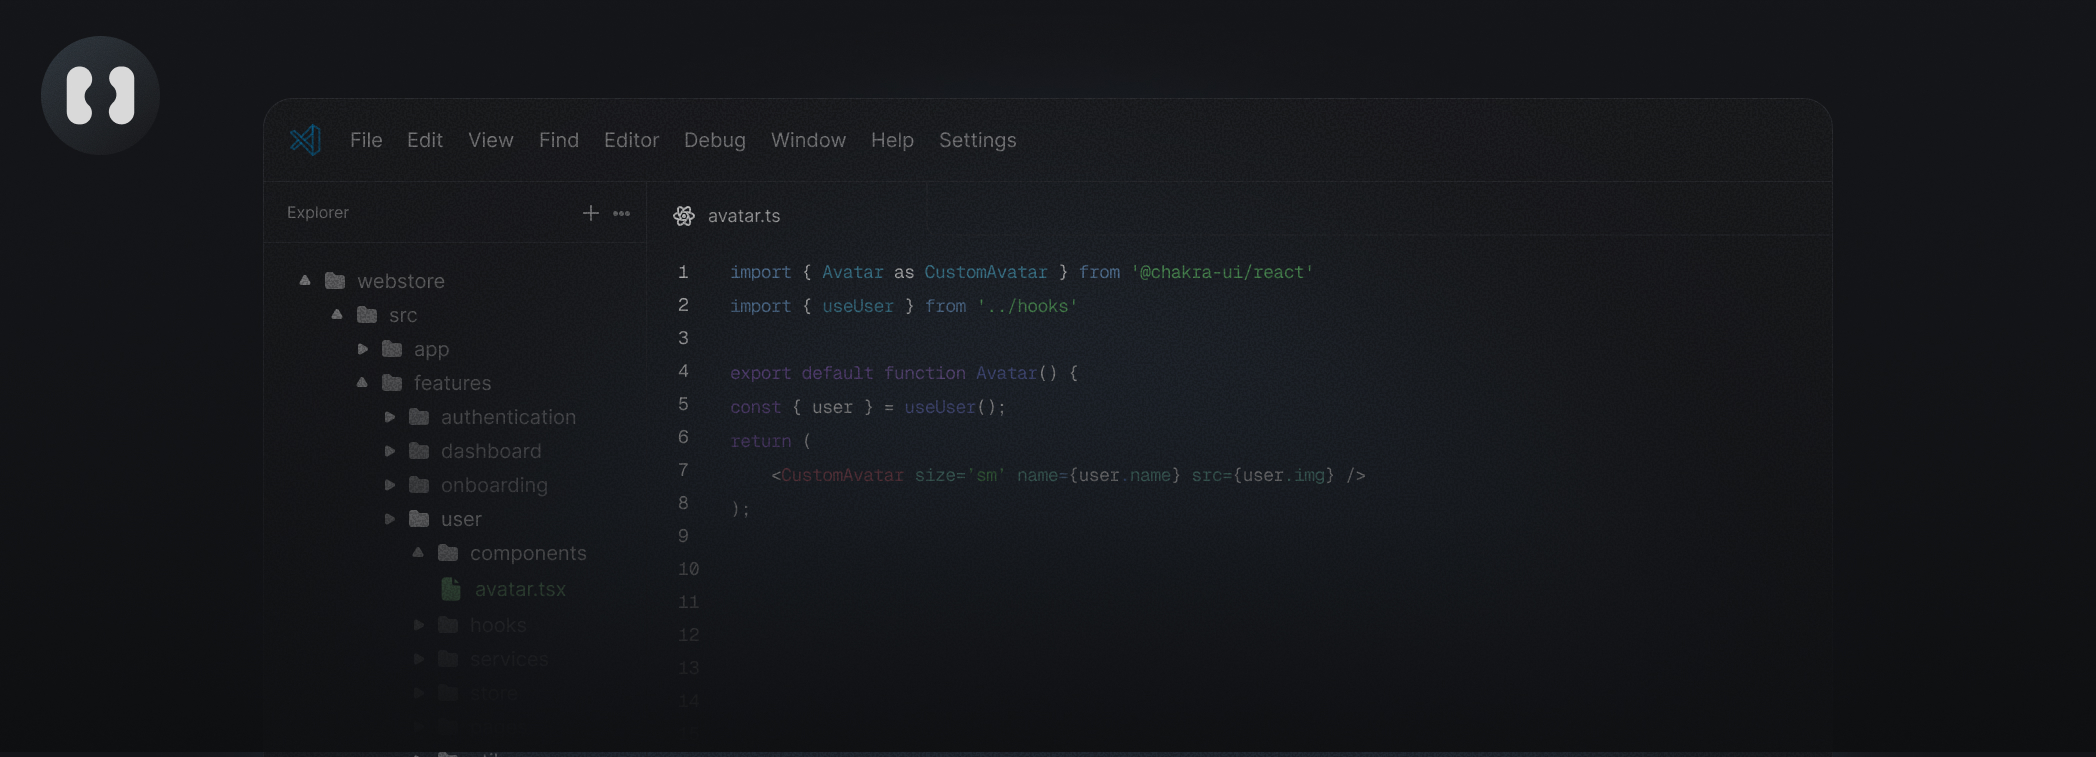 File Edit View Find Editor Debug Window Help Settings
Explorer
webstore
src
app
features
authentication
dashboard
onboarding
user
components
avatar.tsx
hooks
services
store
avatar.ts
1 import { Avatar as CustomAvatar } from '@chakra-ui/react'
2 import { useUser } from '../hooks'
3
4 export default function Avatar() {
5 const { user } = useUser();
6 return (
7 <CustomAvatar size='sm' name={user.name} src={user.img} />
8 );
9
10
11
12
13
14